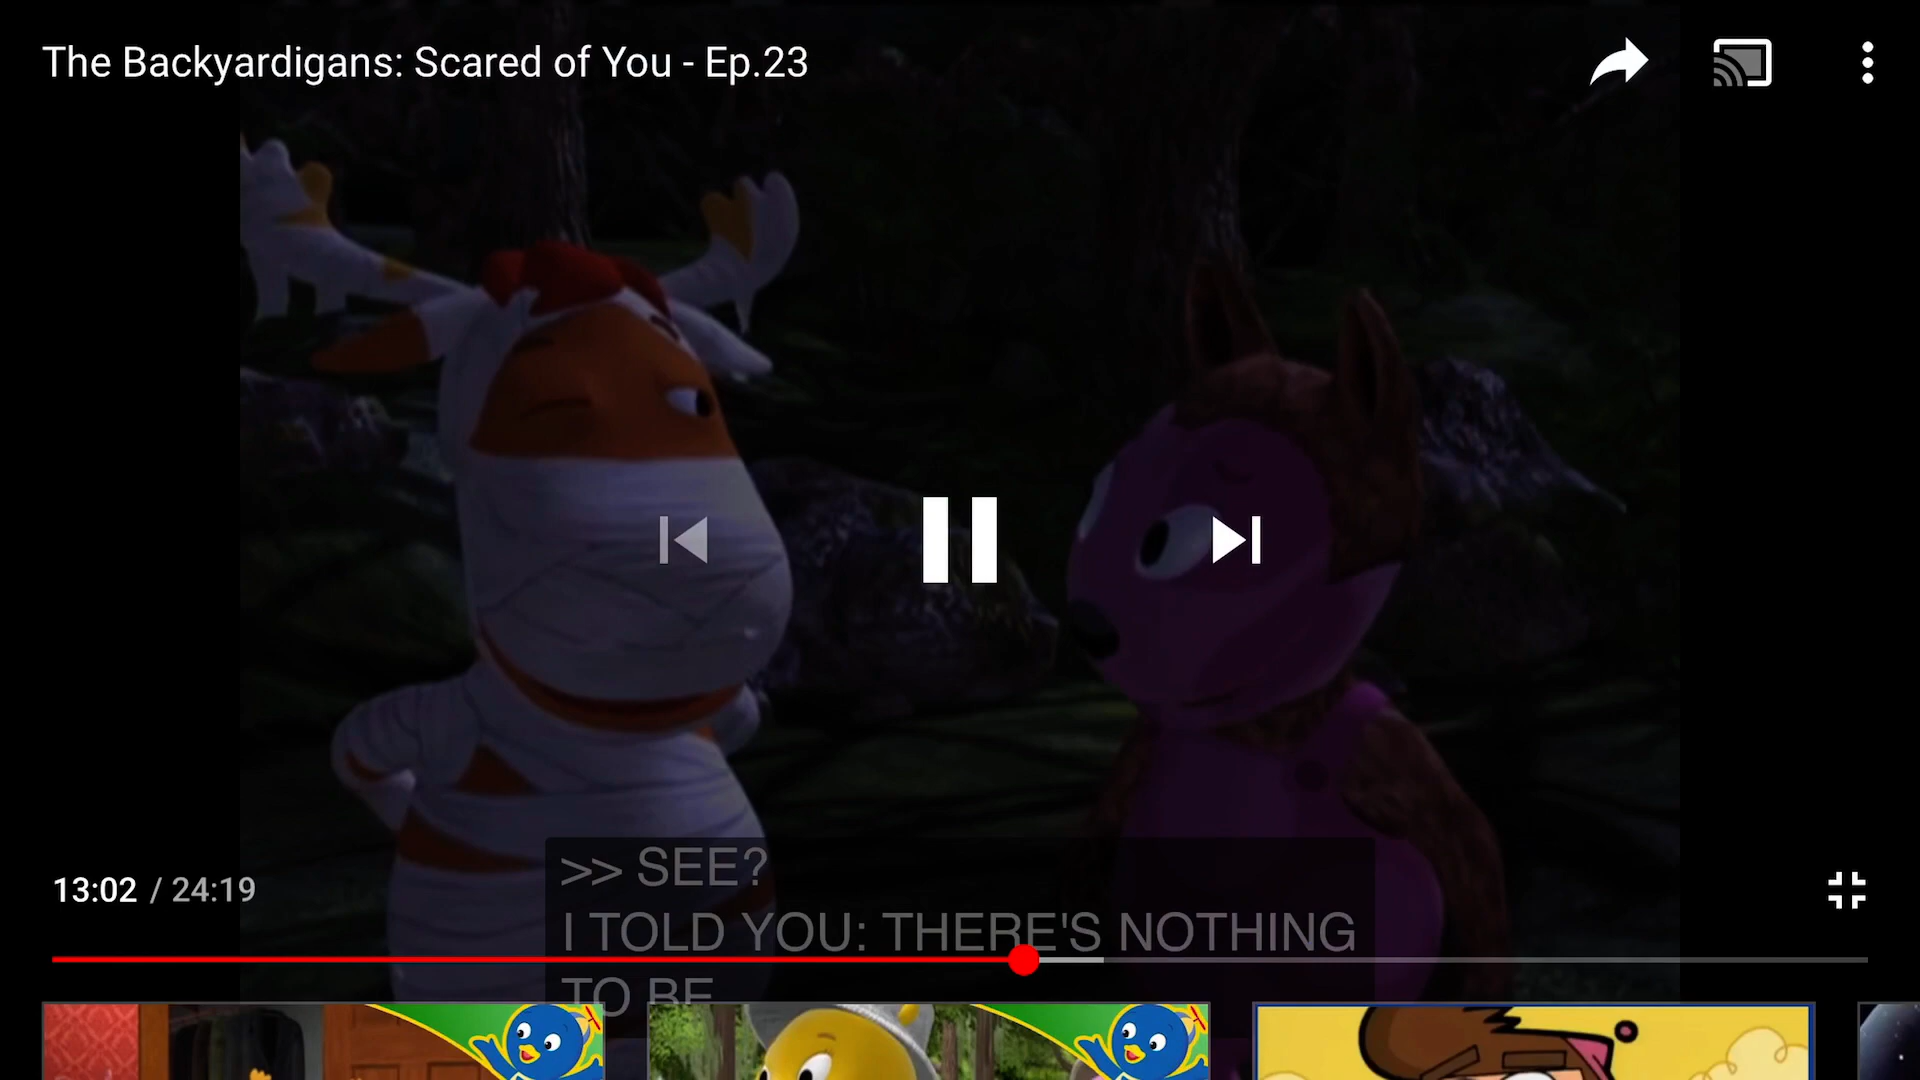 The Backyardigans: Scared of You - Ep.23
13:02 / 24:19
>> SEE?
I TOLD YOU: THERE'S NOTHING
TO BE